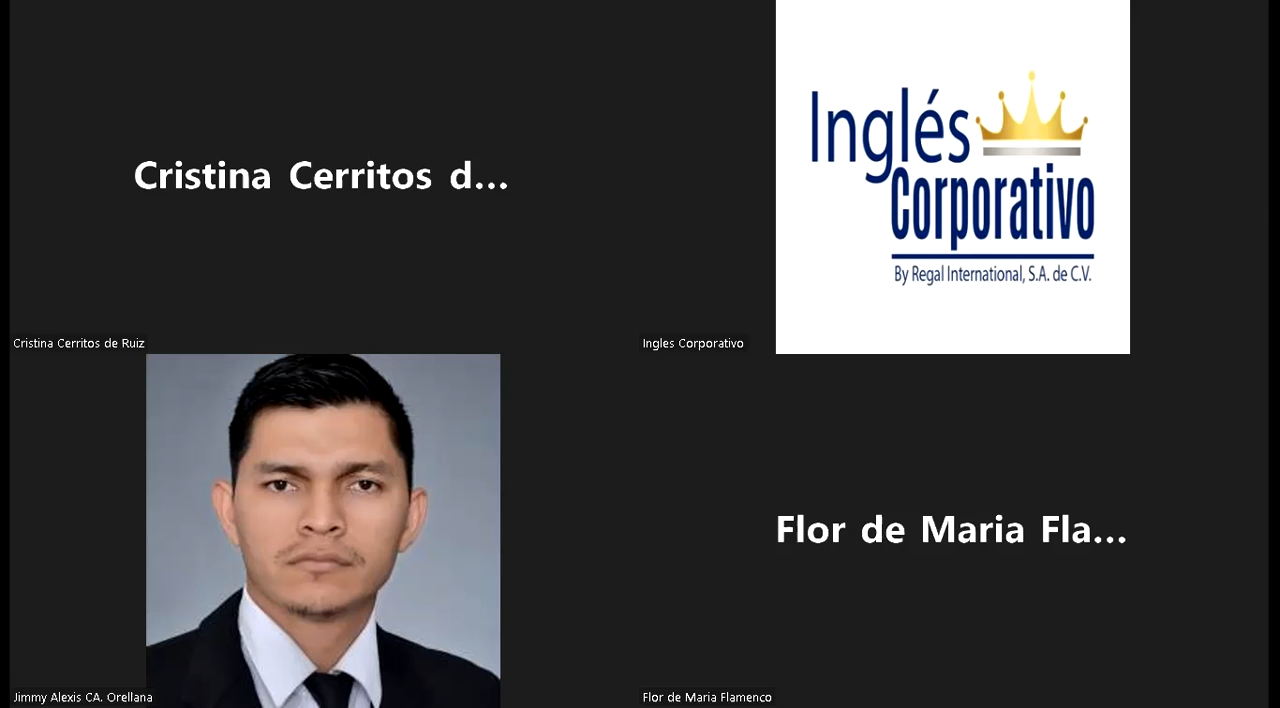 Cristina Cerritos d...
Inglés
Corporativo
By Regal International, S.A. de C.V.
Cristina Cerritos de Ruiz
Ingles Corporativo
Flor de Maria Fla...
Jimmy Alexis CA. Orellana
Flor de Maria Flamenco